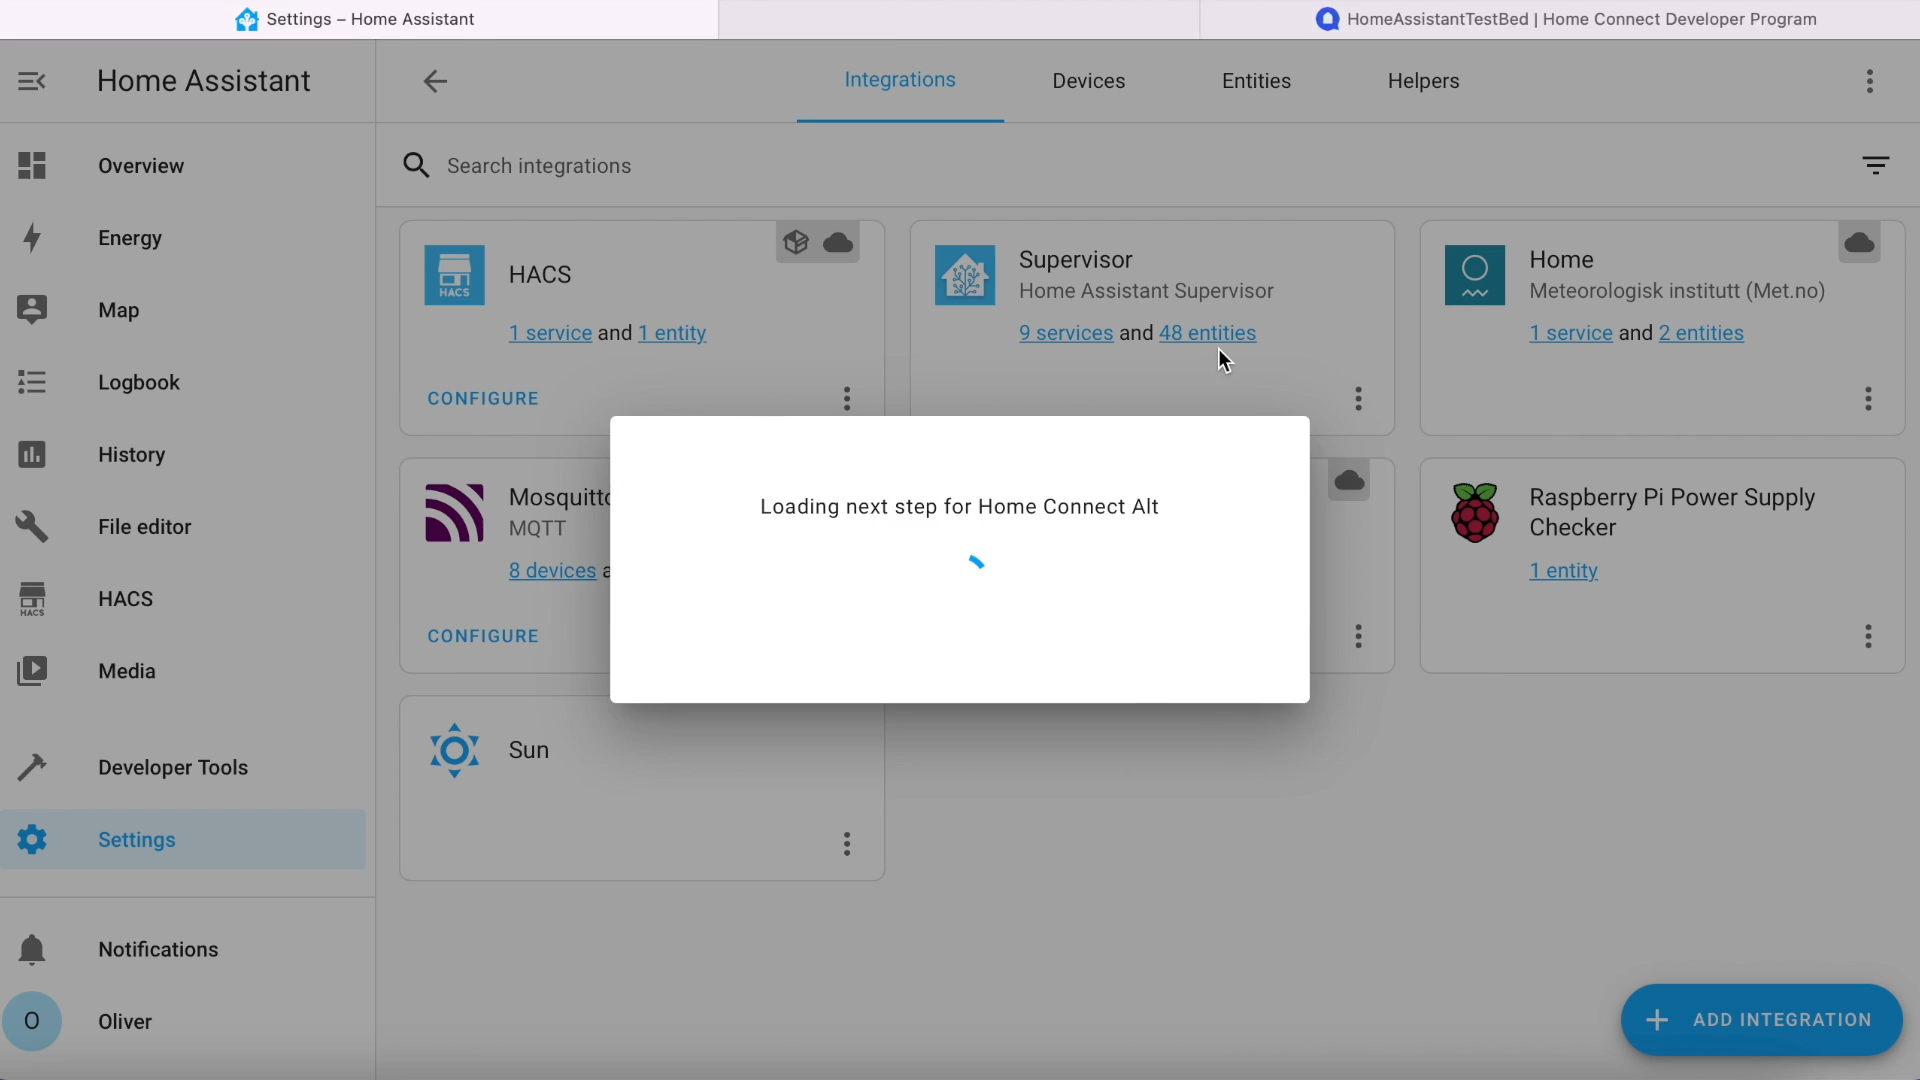 Settings – Home Assistant
HomeAssistantTestBed | Home Connect Developer Program
Home Assistant
Integrations
Devices
Entities
Helpers
Overview
Energy
Map
Logbook
History
File editor
HACS
Media
Developer Tools
Settings
Notifications
O
Oliver
Search integrations
HACS
HACS
1 service and 1 entity
CONFIGURE
Supervisor
Home Assistant Supervisor
9 services and 48 entities
Home
Meteorologisk institutt (Met.no)
1 service and 2 entities
Mosquitto
MQTT
8 devices a
CONFIGURE
Loading next step for Home Connect Alt
Raspberry Pi Power Supply
Checker
1 entity
Sun
ADD INTEGRATION